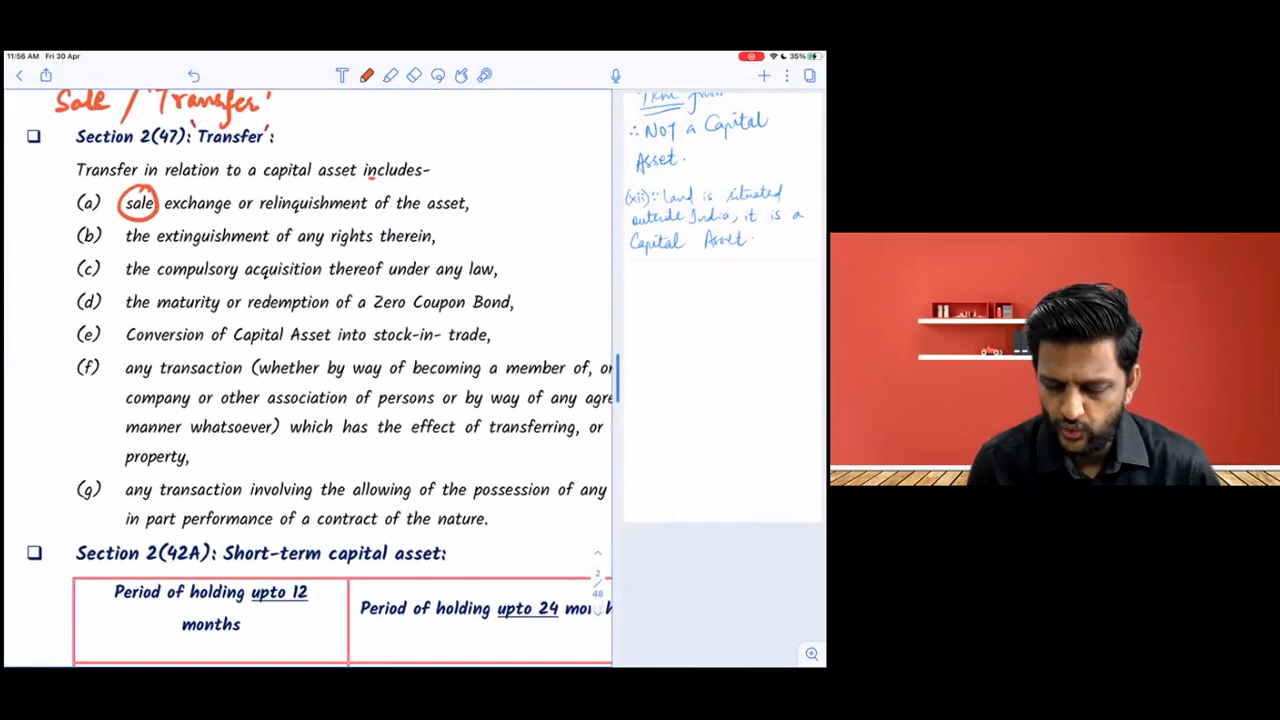 11:56 AM Fri 30 Apr
35%
Sale / 'Transfer'
Section 2(47): 'Transfer':
Transfer in relation to a capital asset includes-
(a) sale exchange or relinquishment of the asset,
(b) the extinguishment of any rights therein,
(c) the compulsory acquisition thereof under any law,
(d) the maturity or redemption of a Zero Coupon Bond,
(e) Conversion of Capital Asset into stock-in- trade,
(f) any transaction (whether by way of becoming a member of, or
company or other association of persons or by way of any agre
manner whatsoever) which has the effect of transferring, or
property,
(g) any transaction involving the allowing of the possession of any
in part performance of a contract of the nature.
Section 2(42A): Short-term capital asset:
Period of holding upto 12
months
Period of holding upto 24
2
/
48
from
∴ NOT a Capital
Asset.
(xii) ∵ Land is situated
outside India, it is a
Capital Asset.